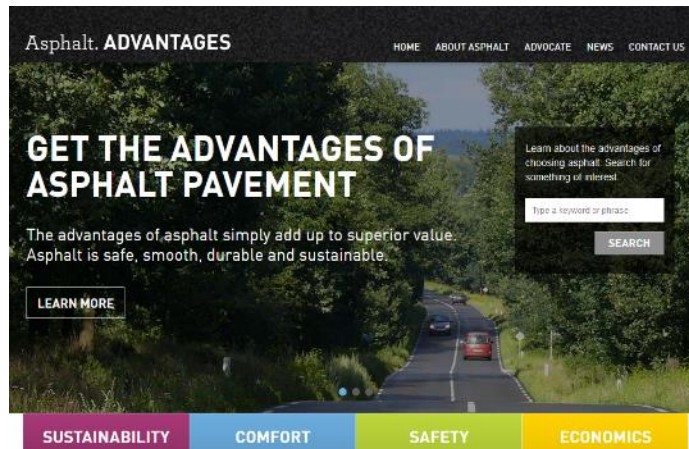 Asphalt. ADVANTAGES
HOME ABOUT ASPHALT ADVOCATE NEWS CONTACT US
GET THE ADVANTAGES OF
ASPHALT PAVEMENT
The advantages of asphalt simply add up to superior value.
Asphalt is safe, smooth, durable and sustainable.
LEARN MORE
Learn about the advantages of
choosing asphalt. Search for
something of interest.
Type a keyword or phrase
SEARCH
SUSTAINABILITY COMFORT SAFETY ECONOMICS